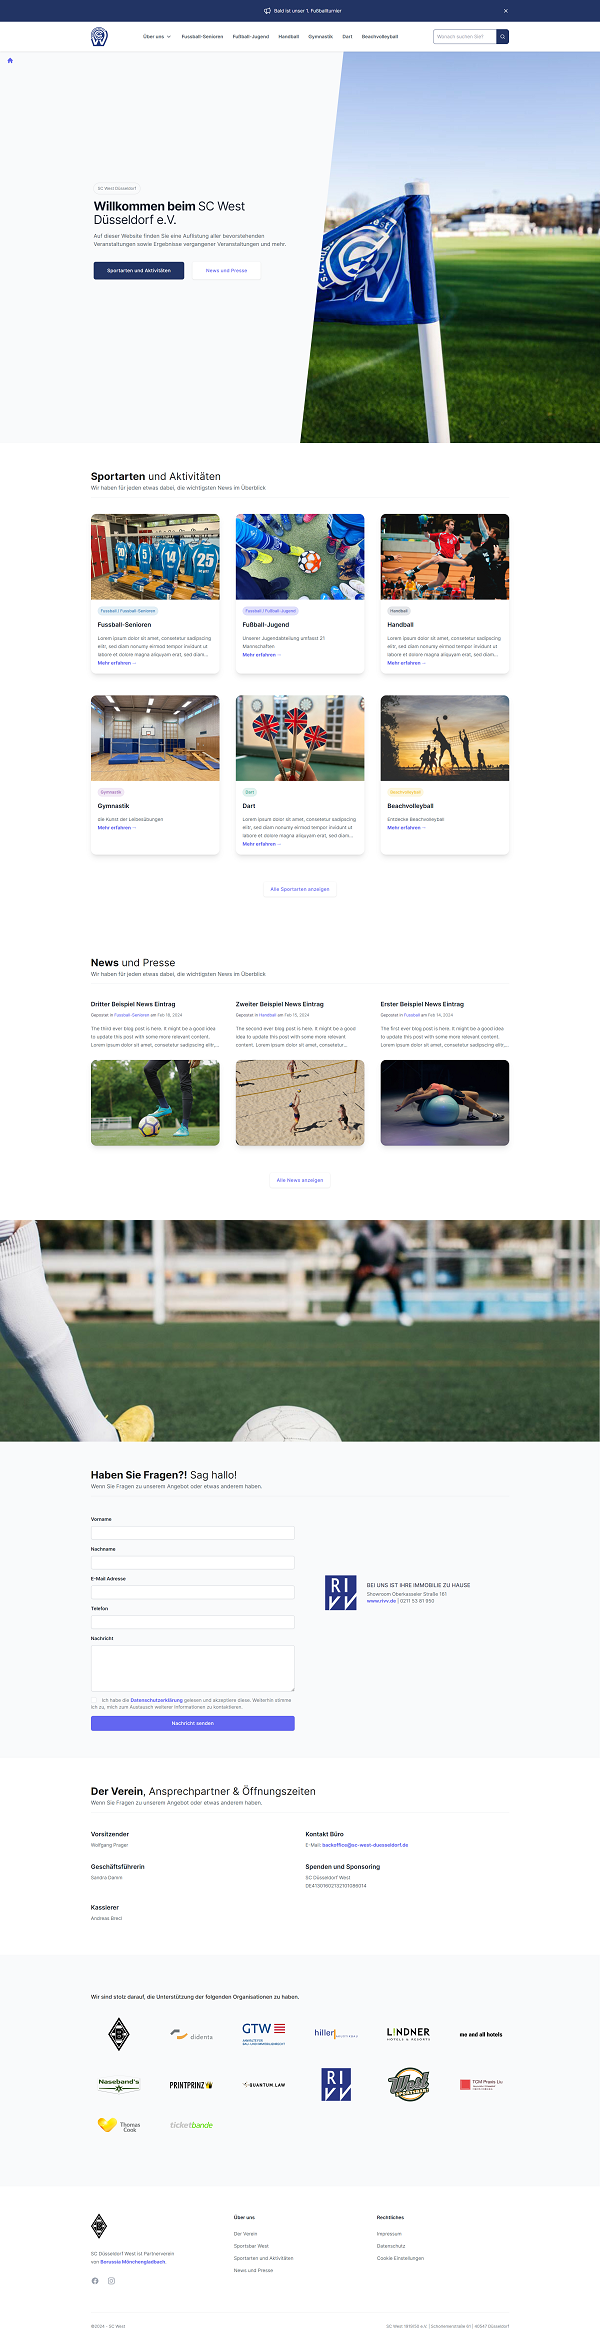 Bald ist unser 1. Fußballturnier
Über uns
Fussball-Senioren
Fußball-Jugend
Handball
Gymnastik
Dart
Beachvolleyball
Wonach suchen Sie?
SC West Düsseldorf
Willkommen beim SC West
Düsseldorf e.V.
Auf dieser Website finden Sie eine Auflistung aller bevorstehenden
Veranstaltungen sowie Ergebnisse vergangener Veranstaltungen und mehr.
Sportarten und Aktivitäten
News und Presse
Sportarten und Aktivitäten
Wir haben für jeden etwas dabei, die wichtigsten News im Überblick
20 5 14 25
Fussball / Fussball-Senioren
Fussball-Senioren
Lorem ipsum dolor sit amet, consetetur sadipscing
elitr, sed diam nonumy eirmod tempor invidunt ut
labore et dolore magna aliquyam erat, sed diam...
Mehr erfahren →
Fussball / Fußball-Jugend
Fußball-Jugend
Unserer Jugendabteilung umfasst 21
Mannschaften
Mehr erfahren →
Handball
Handball
Lorem ipsum dolor sit amet, consetetur sadipscing
elitr, sed diam nonumy eirmod tempor invidunt ut
labore et dolore magna aliquyam erat, sed diam...
Mehr erfahren →
Gymnastik
Gymnastik
die Kunst der Leibesübungen
Mehr erfahren →
Dart
Dart
Lorem ipsum dolor sit amet, consetetur sadipscing
elitr, sed diam nonumy eirmod tempor invidunt ut
labore et dolore magna aliquyam erat, sed diam...
Mehr erfahren →
Beachvolleyball
Beachvolleyball
Entdecke Beachvolleyball
Mehr erfahren →
Alle Sportarten anzeigen
News und Presse
Wir haben für jeden etwas dabei, die wichtigsten News im Überblick
Dritter Beispiel News Eintrag
Gepostet in Fussball-Senioren am Feb 18, 2024
The third ever blog post is here. It might be a good idea
to update this post with some more relevant content.
Lorem ipsum dolor sit amet, consetetur sadipscing elitr,...
Zweiter Beispiel News Eintrag
Gepostet in Handball am Feb 15, 2024
The second ever blog post is here. It might be a good
idea to update this post with some more relevant
content. Lorem ipsum dolor sit amet, consetetur...
Erster Beispiel News Eintrag
Gepostet in Fussball am Feb 14, 2024
The first ever blog post is here. It might be a good idea
to update this post with some more relevant content.
Lorem ipsum dolor sit amet, consetetur sadipscing elitr,...
Alle News anzeigen
Haben Sie Fragen?! Sag hallo!
Wenn Sie Fragen zu unserem Angebot oder etwas anderem haben.
Vorname
Nachname
E-Mail Adresse
Telefon
Nachricht
Ich habe die Datenschutzerklärung gelesen und akzeptiere diese. Weiterhin stimme
ich zu, mich zum Austausch weiterer Informationen zu kontaktieren.
Nachricht senden
RIVV
BEI UNS IST IHRE IMMOBILIE ZU HAUSE
Showroom Oberkasseler Straße 161
www.rivv.de | 0211 53 81 950
Der Verein, Ansprechpartner & Öffnungszeiten
Wenn Sie Fragen zu unserem Angebot oder etwas anderem haben.
Vorsitzender
Wolfgang Prager
Kontakt Büro
E-Mail: backoffice@sc-west-duesseldorf.de
Geschäftsführerin
Sandra Damm
Spenden und Sponsoring
SC Düsseldorf West
Kassierer
Andreas Brecl
Wir sind stolz darauf, die Unterstützung der folgenden Organisationen zu haben.
didenta
GTW
hiller
LINDNER
HOTELS & RESORTS
me and all hotels
Naseband's
PRINTPRINZ
QUANTUM LAW
RIVV
West
TCM Praxis Liu
Thomas
Cook
ticketbande
SC Düsseldorf West ist Partnerverein
von Borussia Mönchengladbach.
Über uns
Der Verein
Sportsbar West
Sportarten und Aktivitäten
News und Presse
Rechtliches
Impressum
Datenschutz
Cookie Einstellungen
©2024 - SC West
SC West 1919/50 e.V. | Schorlemerstraße 61 | 40547 Düsseldorf